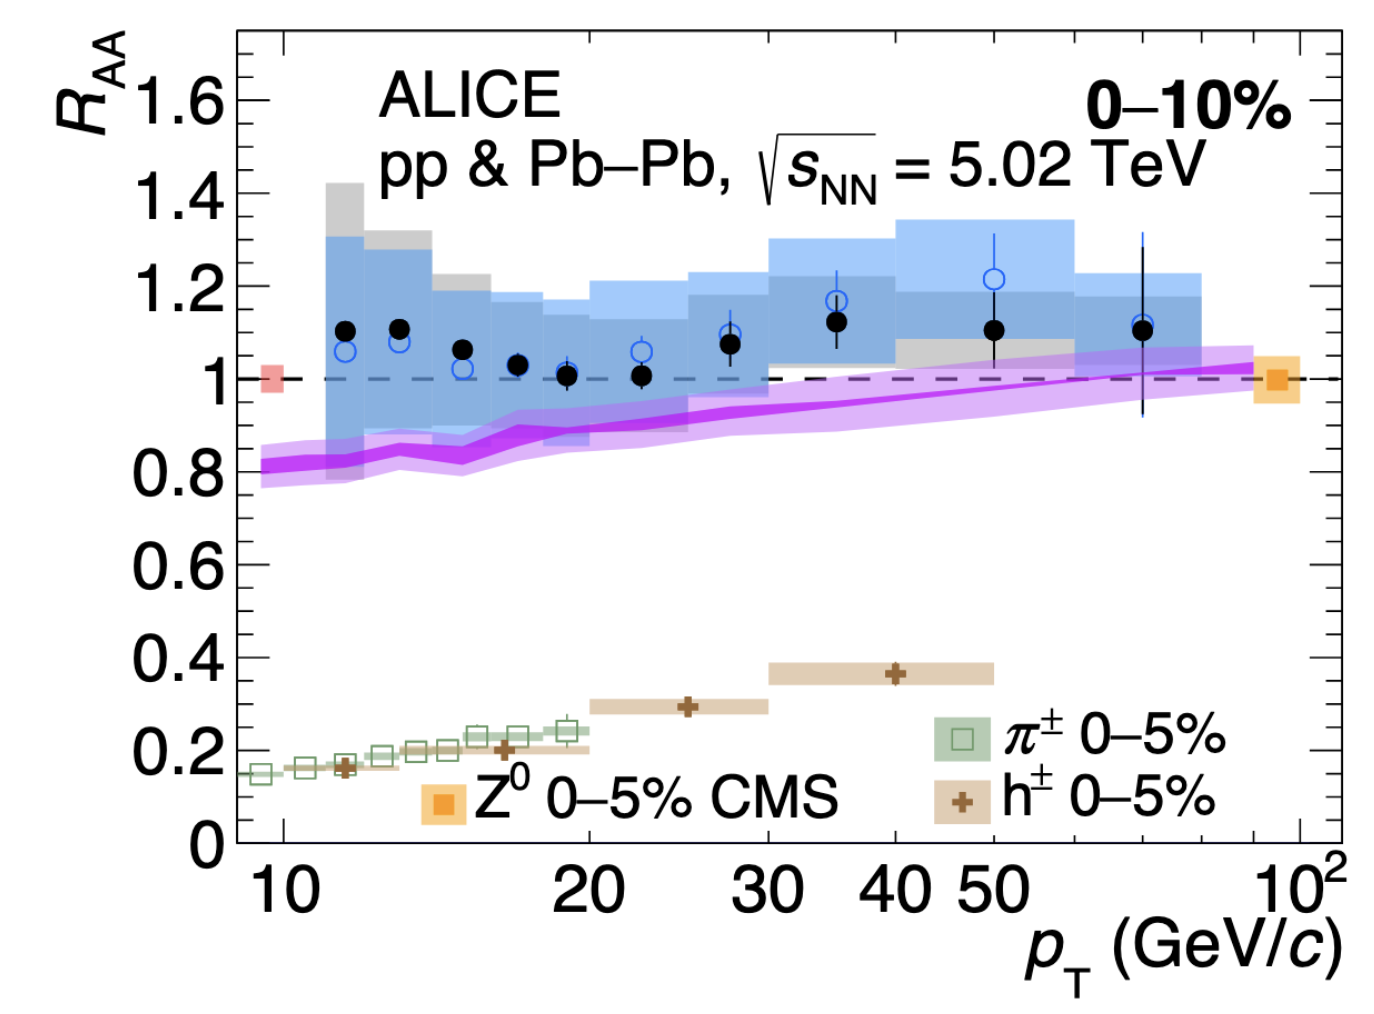 R_AA
ALICE
0–10%
pp & Pb–Pb, √s_NN = 5.02 TeV
1.6
1.4
1.2
1
0.8
0.6
0.4
0.2
0
π± 0–5%
Z⁰ 0–5% CMS
h± 0–5%
10 20 30 40 50 10²
p_T (GeV/c)